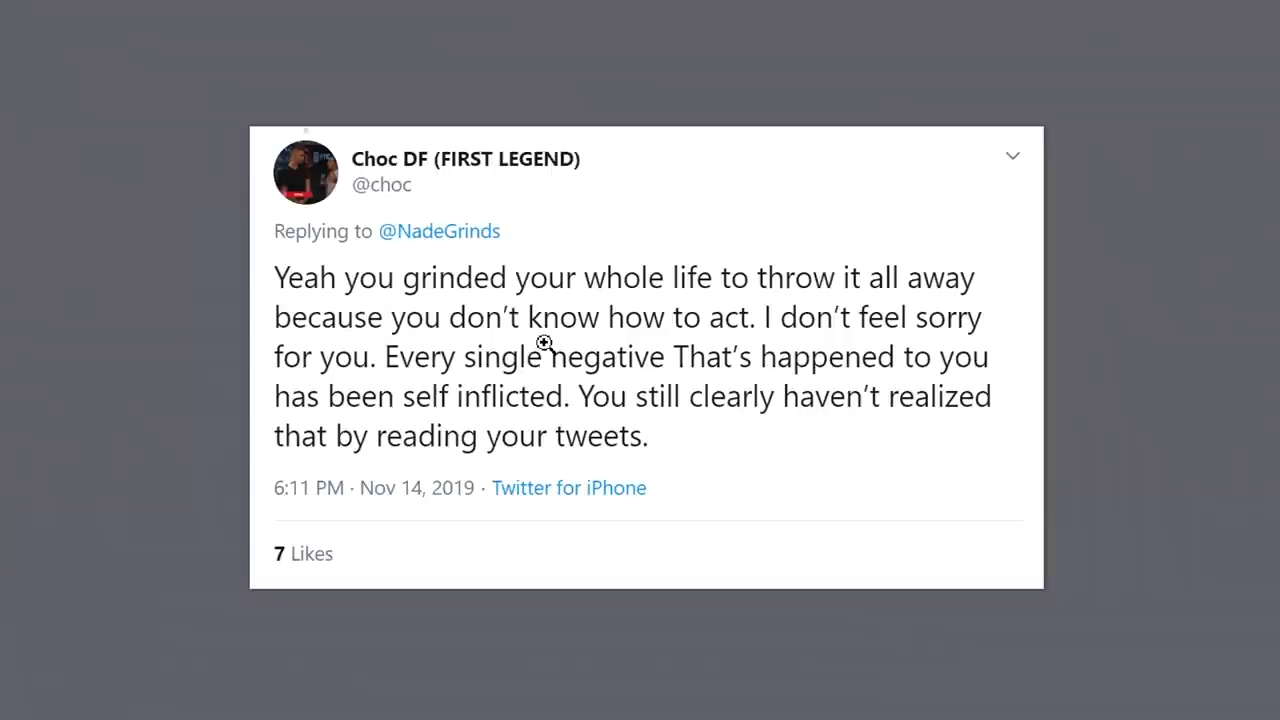 Choc DF (FIRST LEGEND)
@choc
Replying to @NadeGrinds
Yeah you grinded your whole life to throw it all away
because you don't know how to act. I don't feel sorry
for you. Every single negative That's happened to you
has been self inflicted. You still clearly haven't realized
that by reading your tweets.
6:11 PM · Nov 14, 2019 · Twitter for iPhone
7 Likes